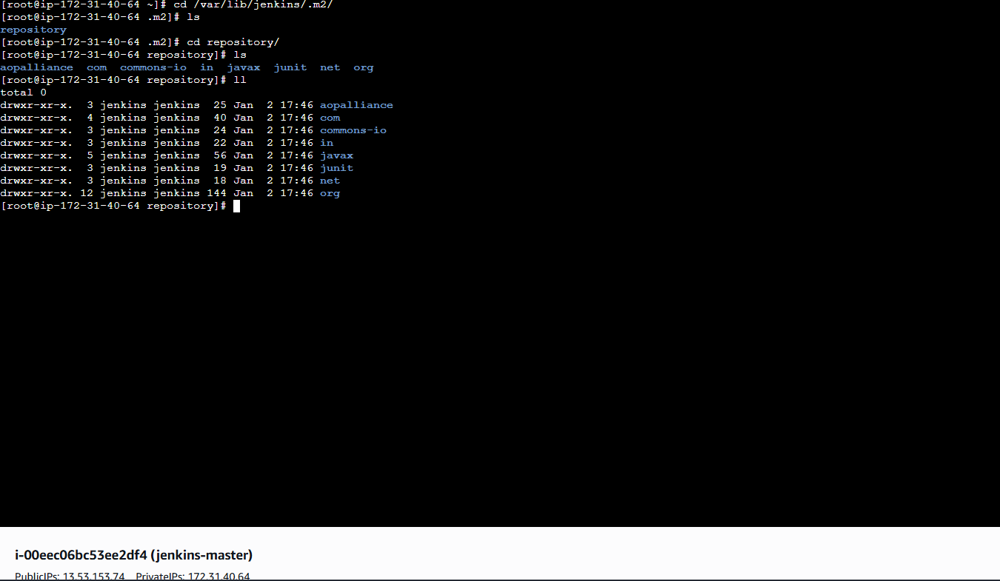 [root@ip-172-31-40-64 ~]# cd /var/lib/jenkins/.m2/
[root@ip-172-31-40-64 .m2]# ls
repository
[root@ip-172-31-40-64 .m2]# cd repository/
[root@ip-172-31-40-64 repository]# ls
aopalliance  com  commons-io  in  javax  junit  net  org
[root@ip-172-31-40-64 repository]# ll
total 0
drwxr-xr-x.  3 jenkins jenkins  25 Jan  2 17:46 aopalliance
drwxr-xr-x.  4 jenkins jenkins  40 Jan  2 17:46 com
drwxr-xr-x.  3 jenkins jenkins  24 Jan  2 17:46 commons-io
drwxr-xr-x.  3 jenkins jenkins  22 Jan  2 17:46 in
drwxr-xr-x.  5 jenkins jenkins  56 Jan  2 17:46 javax
drwxr-xr-x.  3 jenkins jenkins  19 Jan  2 17:46 junit
drwxr-xr-x.  3 jenkins jenkins  18 Jan  2 17:46 net
drwxr-xr-x. 12 jenkins jenkins 144 Jan  2 17:46 org
[root@ip-172-31-40-64 repository]#
i-00eec06bc53ee2df4 (jenkins-master)
PublicIPs: 13.53.153.74   PrivateIPs: 172.31.40.64